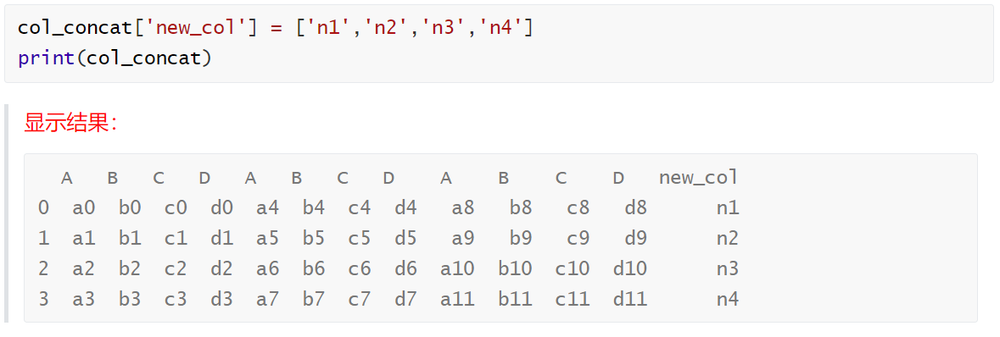 col_concat['new_col'] = ['n1','n2','n3','n4']
print(col_concat)
显示结果：
A B C D A B C D A B C D new_col
0 a0 b0 c0 d0 a4 b4 c4 d4 a8 b8 c8 d8 n1
1 a1 b1 c1 d1 a5 b5 c5 d5 a9 b9 c9 d9 n2
2 a2 b2 c2 d2 a6 b6 c6 d6 a10 b10 c10 d10 n3
3 a3 b3 c3 d3 a7 b7 c7 d7 a11 b11 c11 d11 n4